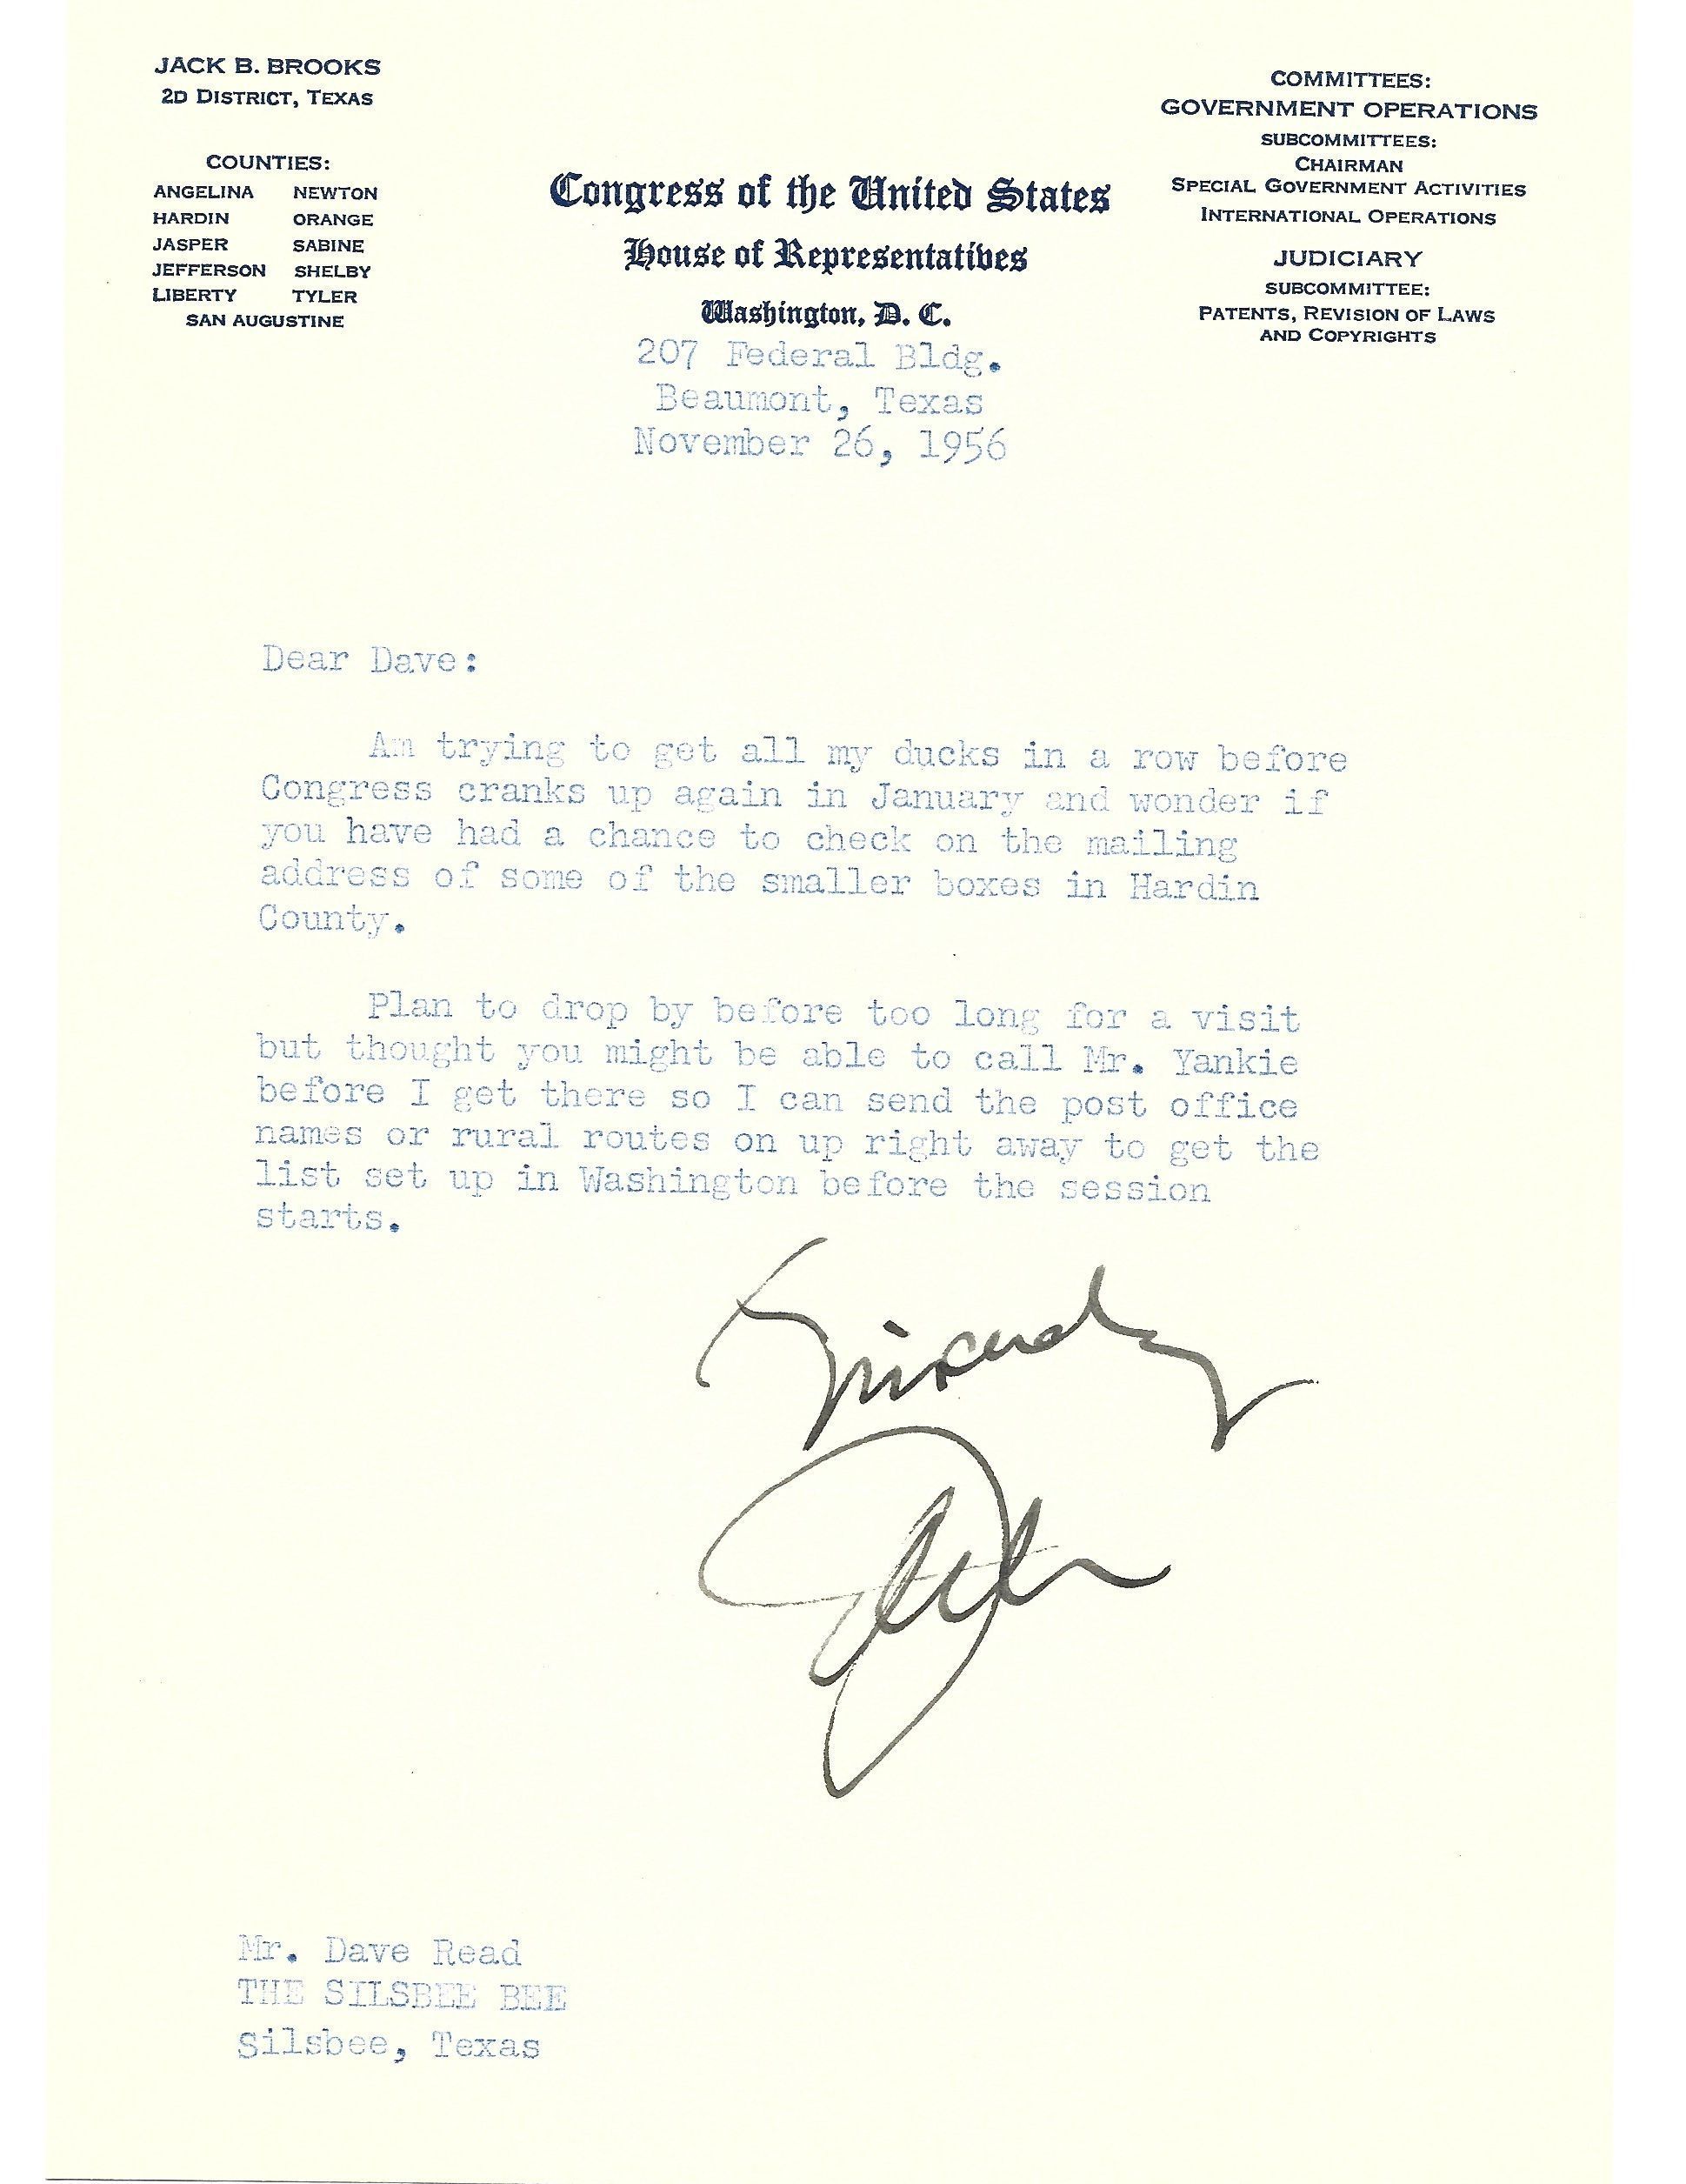 JACK B. BROOKS
2D DISTRICT, TEXAS
COUNTIES:
ANGELINA NEWTON
HARDIN ORANGE
JASPER SABINE
JEFFERSON SHELBY
LIBERTY TYLER
SAN AUGUSTINE
Congress of the United States
House of Representatives
Washington, D. C.
COMMITTEES:
GOVERNMENT OPERATIONS
SUBCOMMITTEES:
CHAIRMAN
SPECIAL GOVERNMENT ACTIVITIES
INTERNATIONAL OPERATIONS
JUDICIARY
SUBCOMMITTEE:
PATENTS, REVISION OF LAWS
AND COPYRIGHTS
207 Federal Bldg.
Beaumont, Texas
November 26, 1956
Dear Dave:
Am trying to get all my ducks in a row before
Congress cranks up again in January and wonder if
you have had a chance to check on the mailing
address of some of the smaller boxes in Hardin
County.
Plan to drop by before too long for a visit
but thought you might be able to call Mr. Yankie
before I get there so I can send the post office
names or rural routes on up right away to get the
list set up in Washington before the session
starts.
Sincerely
Jack
Mr. Dave Read
THE SILSBEE BEE
Silsbee, Texas